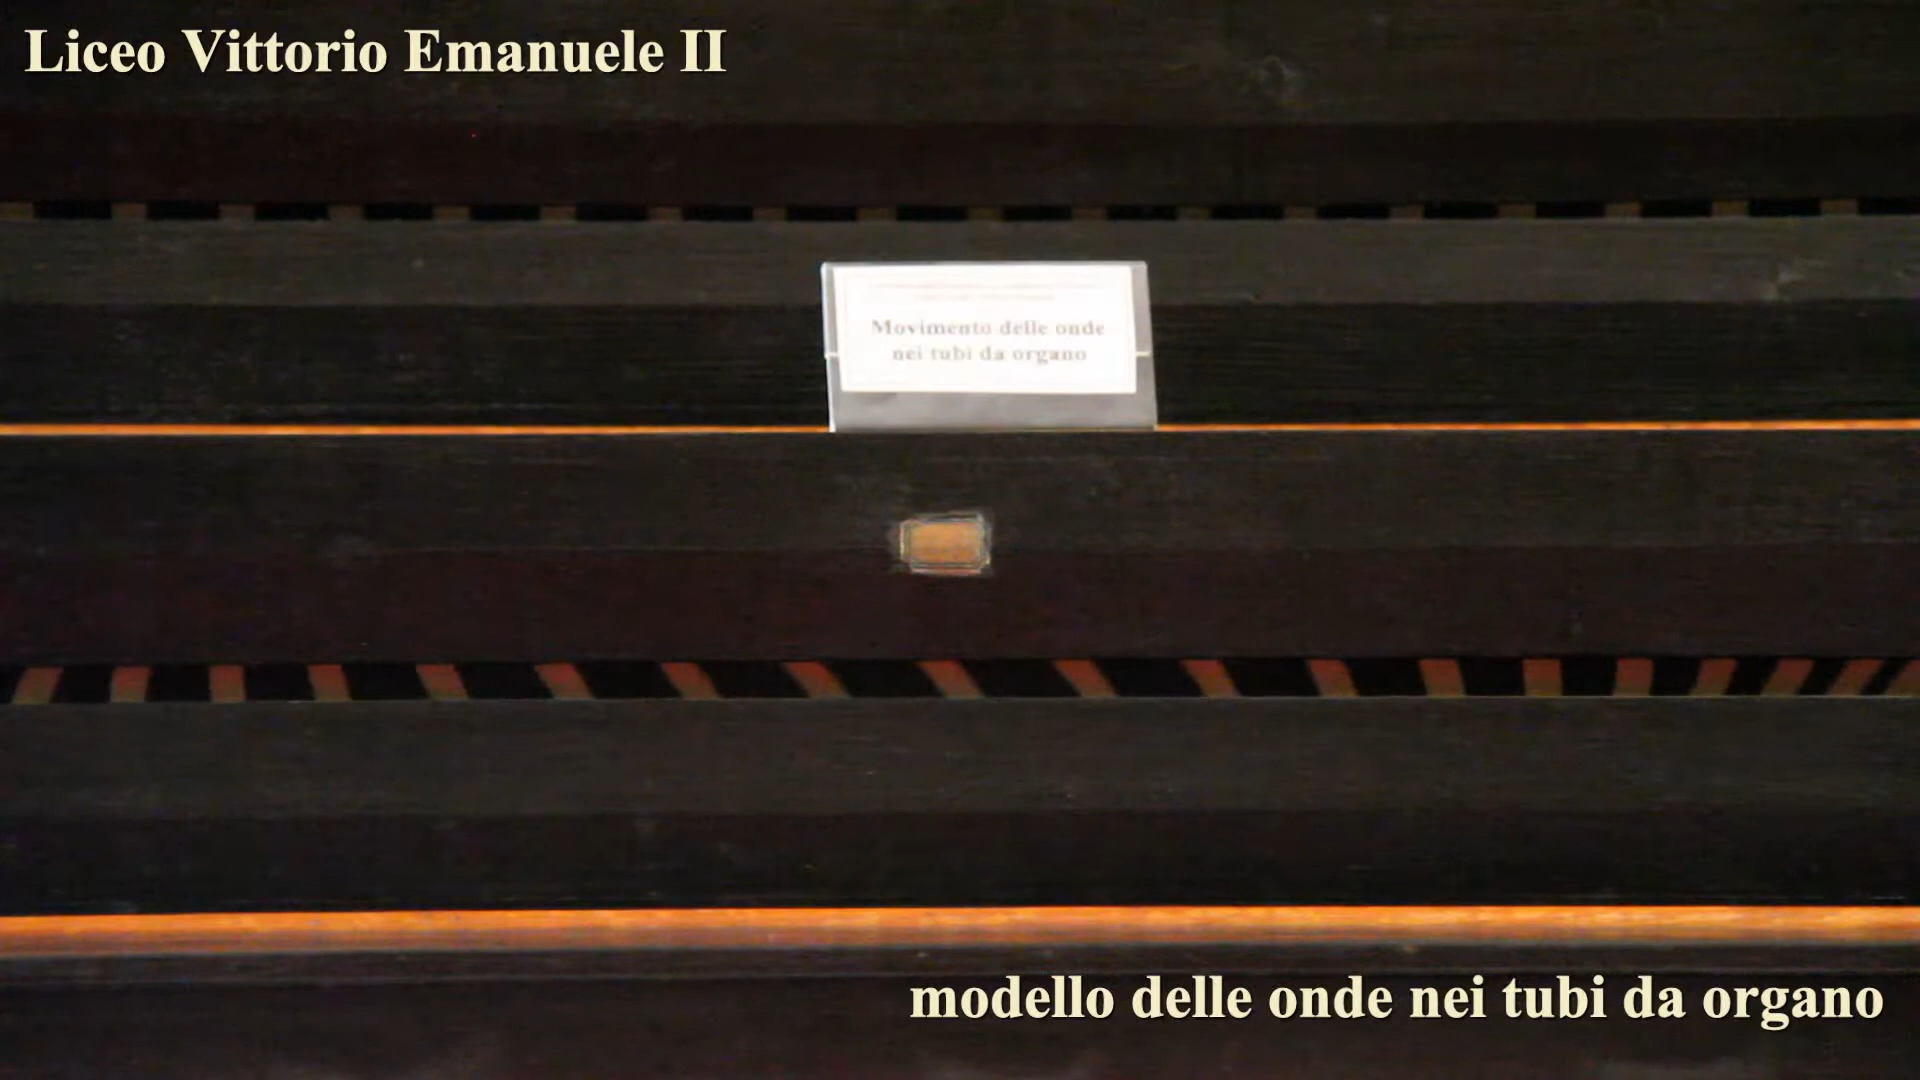 Liceo Vittorio Emanuele II
Movimento delle onde
nei tubi da organo
modello delle onde nei tubi da organo